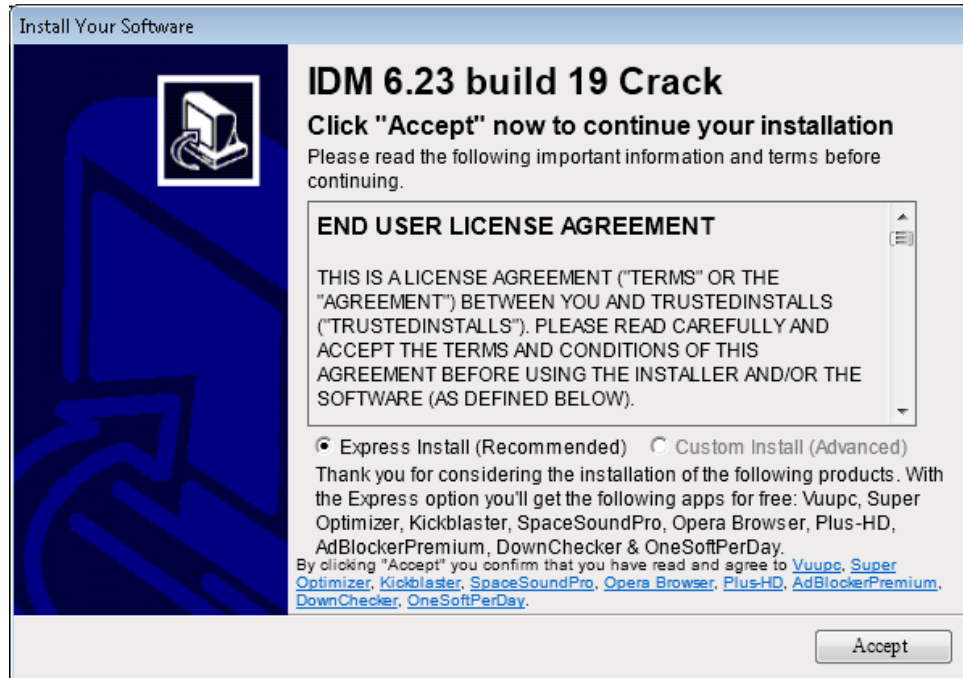 Install Your Software
IDM 6.23 build 19 Crack
Click "Accept" now to continue your installation
Please read the following important information and terms before
continuing.
END USER LICENSE AGREEMENT
THIS IS A LICENSE AGREEMENT ("TERMS" OR THE
"AGREEMENT") BETWEEN YOU AND TRUSTEDINSTALLS
("TRUSTEDINSTALLS"). PLEASE READ CAREFULLY AND
ACCEPT THE TERMS AND CONDITIONS OF THIS
AGREEMENT BEFORE USING THE INSTALLER AND/OR THE
SOFTWARE (AS DEFINED BELOW).
Express Install (Recommended) Custom Install (Advanced)
Thank you for considering the installation of the following products. With
the Express option you'll get the following apps for free: Vuupc, Super
Optimizer, Kickblaster, SpaceSoundPro, Opera Browser, Plus-HD,
AdBlockerPremium, DownChecker & OneSoftPerDay.
By clicking "Accept" you confirm that you have read and agree to Vuupc, Super
Optimizer, Kickblaster, SpaceSoundPro, Opera Browser, Plus-HD, AdBlockerPremium,
DownChecker, OneSoftPerDay.
Accept